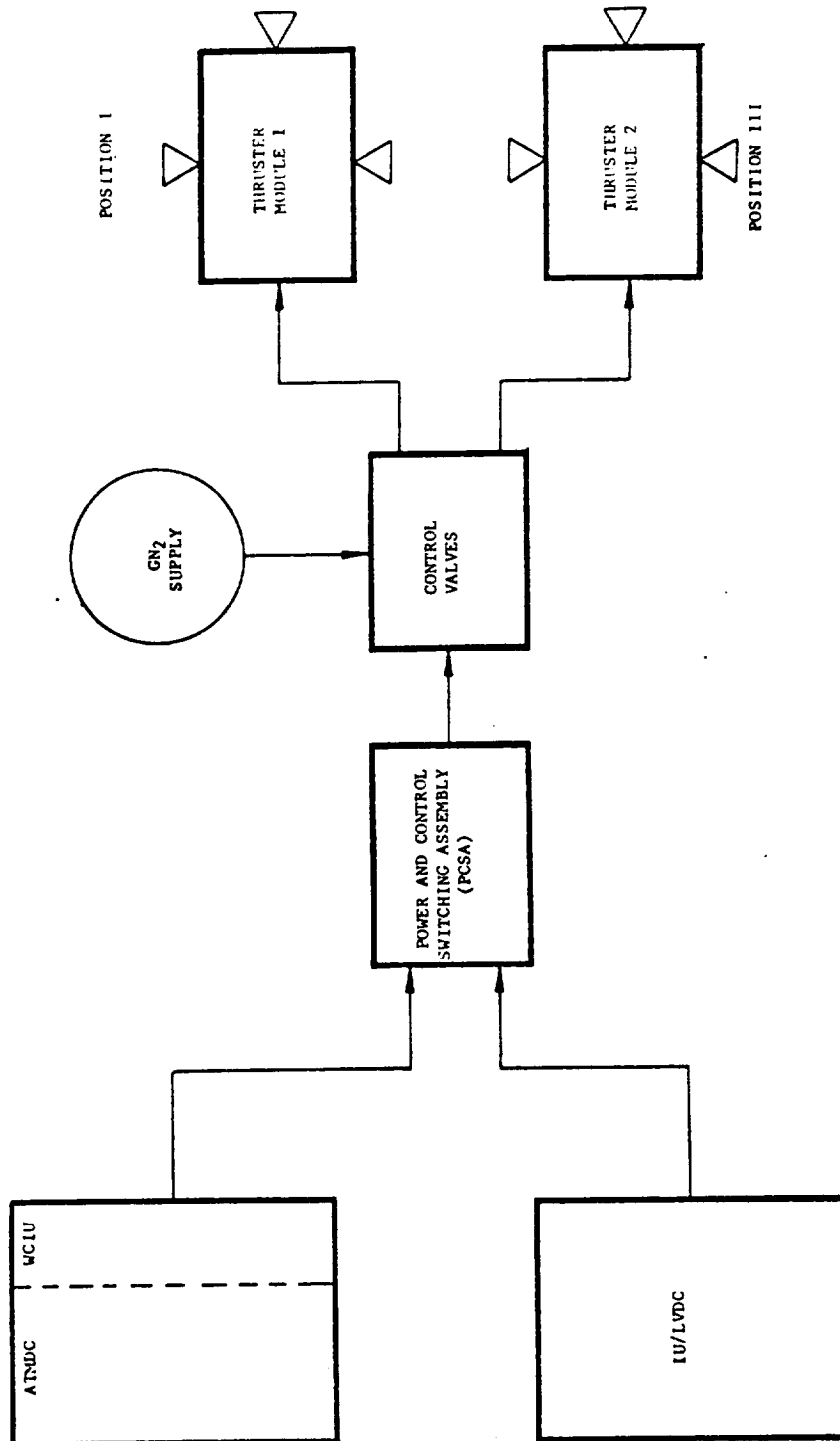 POSITION I
THRUSTER
MODULE 1
THRUSTER
MODULE 2
POSITION III
GN2
SUPPLY
CONTROL
VALVES
POWER AND CONTROL
SWITCHING ASSEMBLY
(PCSA)
ATMDC
WCIU
IU/LVDC